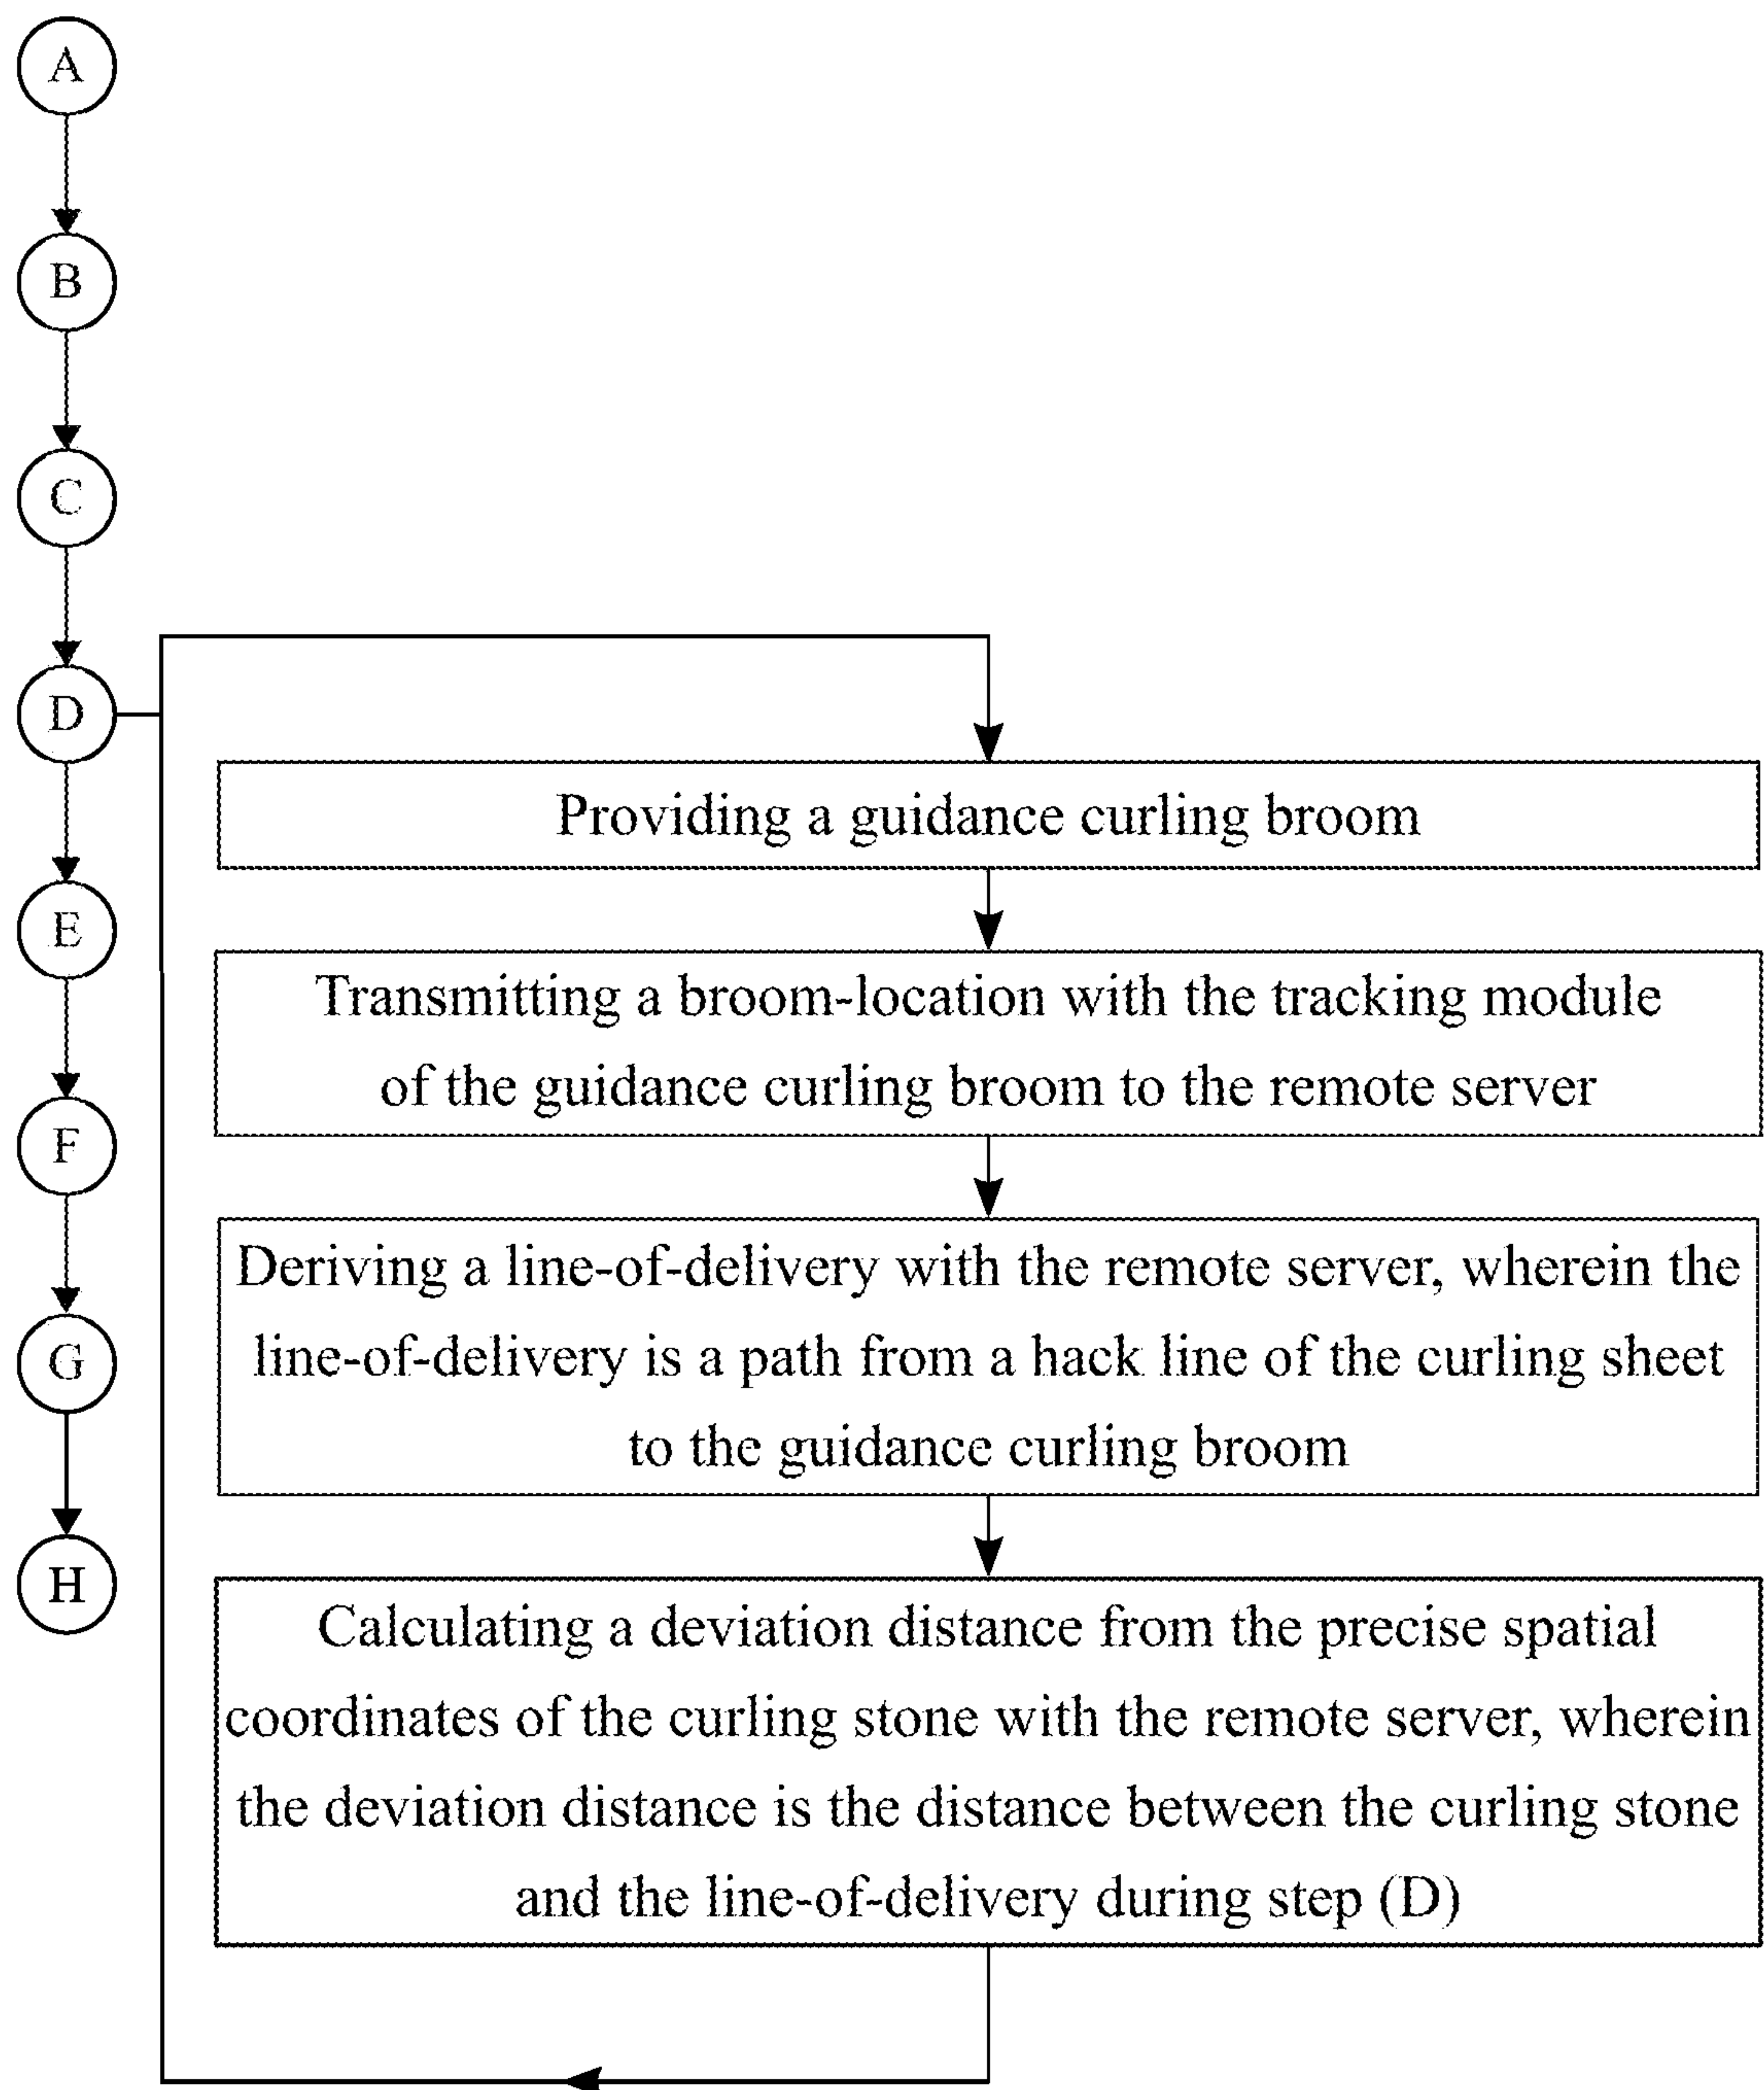 A
B
C
D
Providing a guidance curling broom
E
Transmitting a broom-location with the tracking module
of the guidance curling broom to the remote server
F
Deriving a line-of-delivery with the remote server, wherein the
line-of-delivery is a path from a hack line of the curling sheet
to the guidance curling broom
G
H
Calculating a deviation distance from the precise spatial
coordinates of the curling stone with the remote server, wherein
the deviation distance is the distance between the curling stone
and the line-of-delivery during step (D)